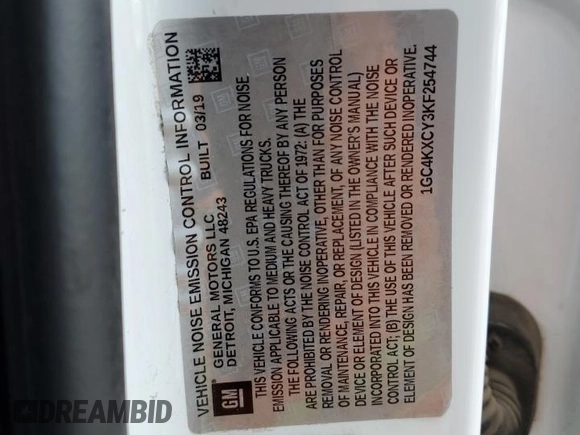 VEHICLE NOISE EMISSION CONTROL INFORMATION
GM
GENERAL MOTORS LLC
BUILT 03/19
DETROIT, MICHIGAN 48243
THIS VEHICLE CONFORMS TO U.S. EPA REGULATIONS FOR NOISE
EMISSION APPLICABLE TO MEDIUM AND HEAVY TRUCKS.
THE FOLLOWING ACTS OR THE CAUSING THEREOF BY ANY PERSON
ARE PROHIBITED BY THE NOISE CONTROL ACT OF 1972: (A) THE
REMOVAL OR RENDERING INOPERATIVE, OTHER THAN FOR PURPOSES
OF MAINTENANCE, REPAIR, OR REPLACEMENT, OF ANY NOISE CONTROL
DEVICE OR ELEMENT OF DESIGN (LISTED IN THE OWNER'S MANUAL)
INCORPORATED INTO THIS VEHICLE IN COMPLIANCE WITH THE NOISE
CONTROL ACT; (B) THE USE OF THIS VEHICLE AFTER SUCH DEVICE OR
ELEMENT OF DESIGN HAS BEEN REMOVED OR RENDERED INOPERATIVE.
1GC4KXCY3KF254744
DREAMBID